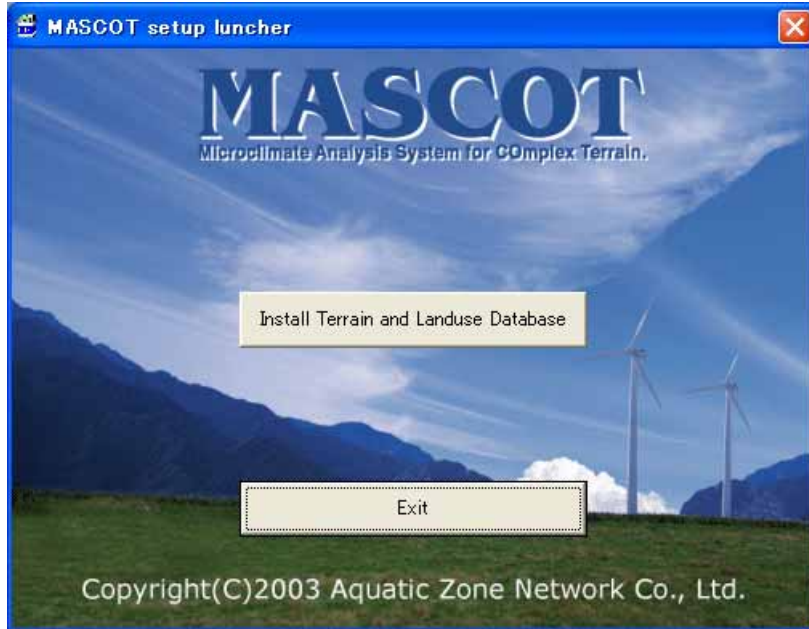 MASCOT setup luncher
MASCOT
Microclimate Analysis System for COmplex Terrain.
Install Terrain and Landuse Database
Exit
Copyright(C)2003 Aquatic Zone Network Co., Ltd.